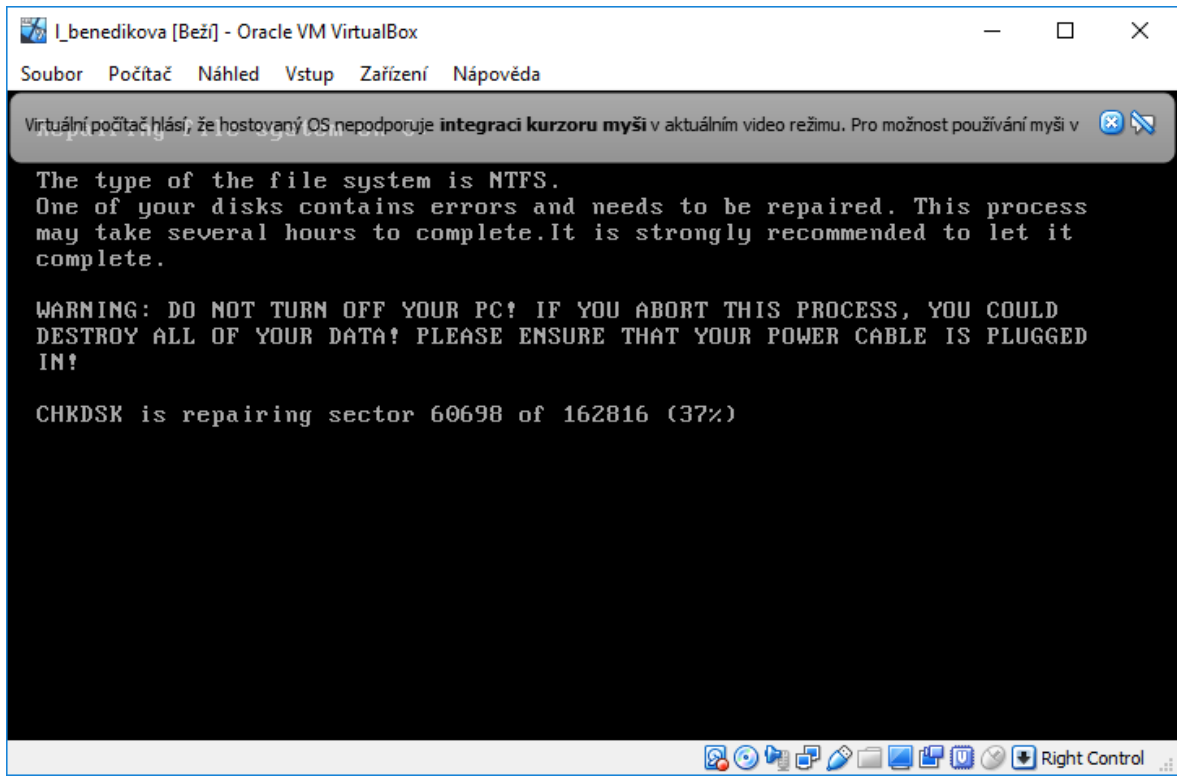 l_benedikova [Beží] - Oracle VM VirtualBox
Soubor Počítač Náhled Vstup Zařízení Nápověda
Virtuální počítač hlásí, že hostovaný OS nepodporuje integraci kurzoru myši v aktuálním video režimu. Pro možnost používání myši v
The type of the file system is NTFS.
One of your disks contains errors and needs to be repaired. This process
may take several hours to complete.It is strongly recommended to let it
complete.
WARNING: DO NOT TURN OFF YOUR PC! IF YOU ABORT THIS PROCESS, YOU COULD
DESTROY ALL OF YOUR DATA! PLEASE ENSURE THAT YOUR POWER CABLE IS PLUGGED
IN!
CHKDSK is repairing sector 60698 of 162816 (37%)
Right Control